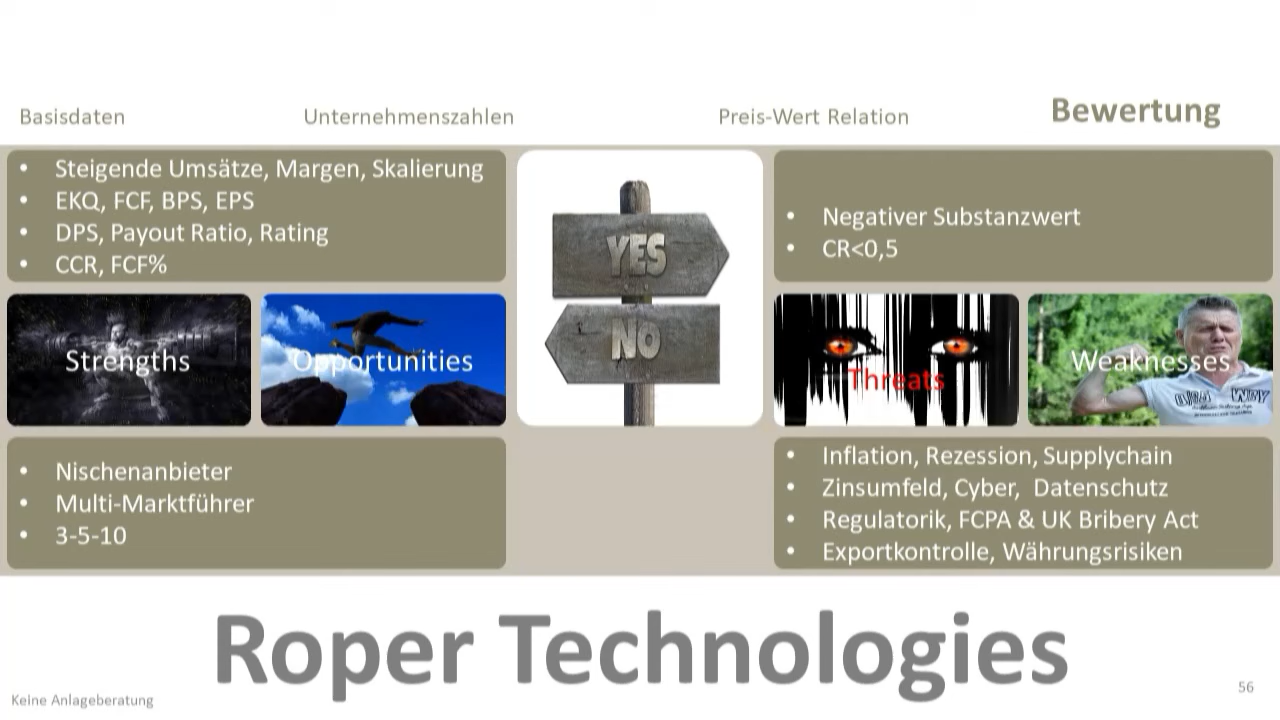 Basisdaten
Unternehmenszahlen
Preis-Wert Relation
Bewertung
• Steigende Umsätze, Margen, Skalierung
• EKQ, FCF, BPS, EPS
• DPS, Payout Ratio, Rating
• CCR, FCF%
YES
NO
• Negativer Substanzwert
• CR<0,5
Strengths
Opportunities
Threats
Weaknesses
• Nischenanbieter
• Multi-Marktführer
• 3-5-10
• Inflation, Rezession, Supplychain
• Zinsumfeld, Cyber, Datenschutz
• Regulatorik, FCPA & UK Bribery Act
• Exportkontrolle, Währungsrisiken
Roper Technologies
Keine Anlageberatung
56